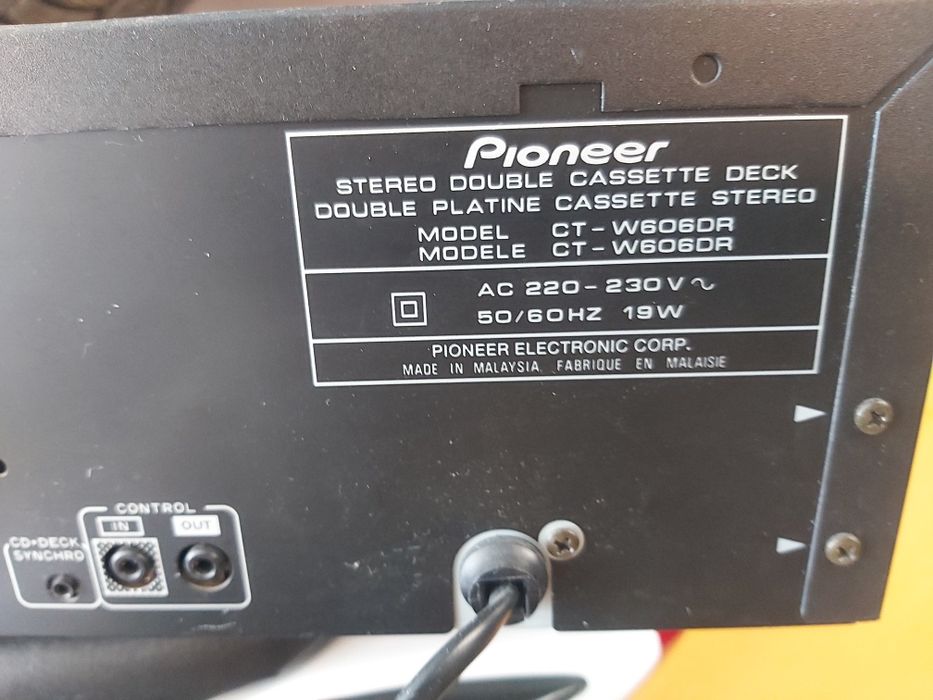 Pioneer
STEREO DOUBLE CASSETTE DECK
DOUBLE PLATINE CASSETTE STEREO
MODEL CT-W606DR
MODELE CT-W606DR
AC 220-230V~
50/60HZ 19W
PIONEER ELECTRONIC CORP.
MADE IN MALAYSIA FABRIQUE EN MALAISIE
CONTROL
IN OUT
CD•DECK
SYNCHRO